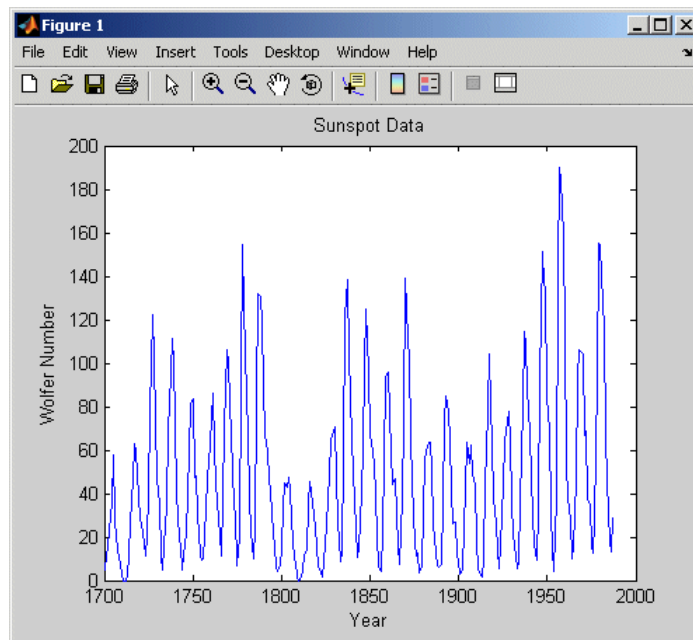 Figure 1
File Edit View Insert Tools Desktop Window Help
Sunspot Data
200
180
160
140
120
100
80
60
40
20
0
Wolfer Number
1700 1750 1800 1850 1900 1950 2000
Year